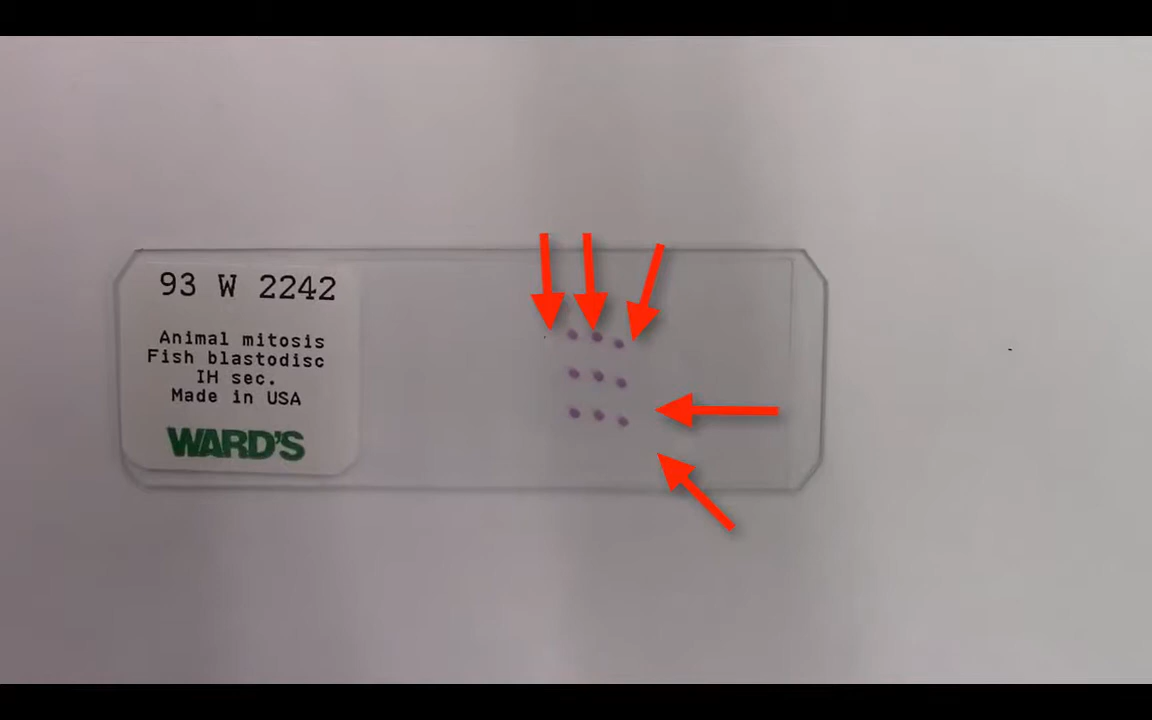 93 W 2242
Animal mitosis
Fish blastodisc
IH sec.
Made in USA
WARD'S